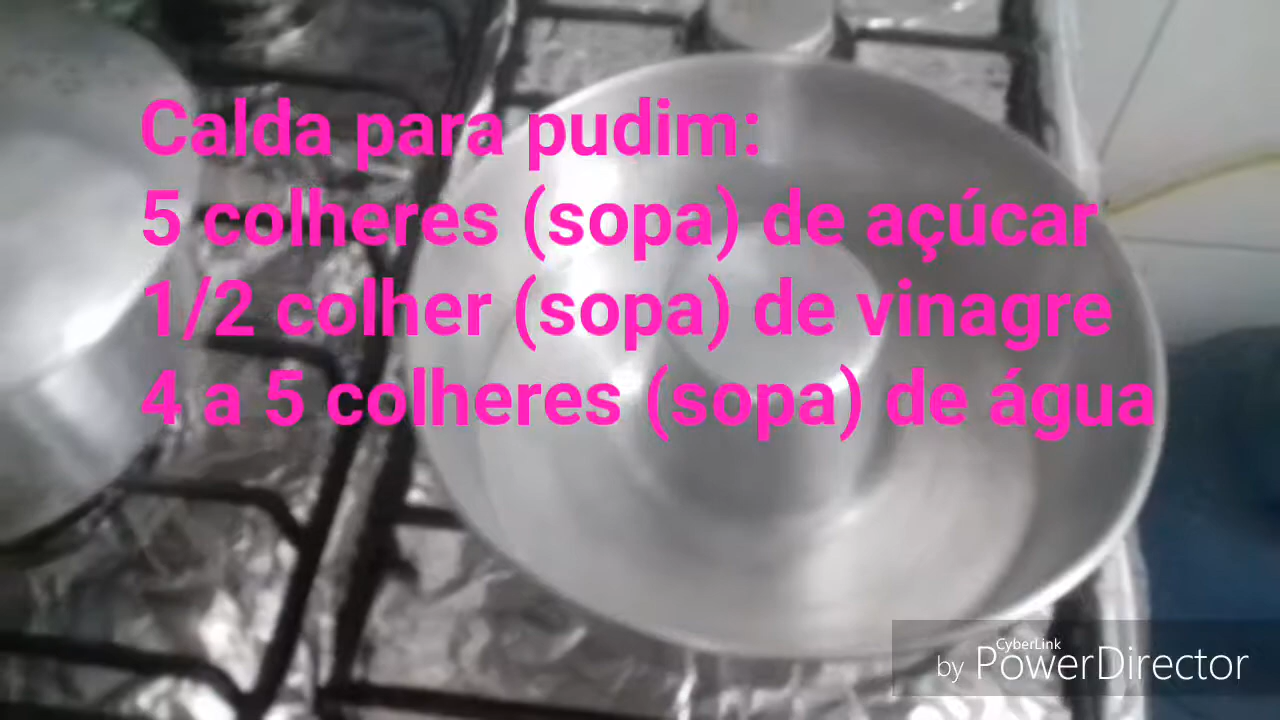 Calda para pudim:
5 colheres (sopa) de açúcar
1/2 colher (sopa) de vinagre
4 a 5 colheres (sopa) de água
CyberLink
by PowerDirector